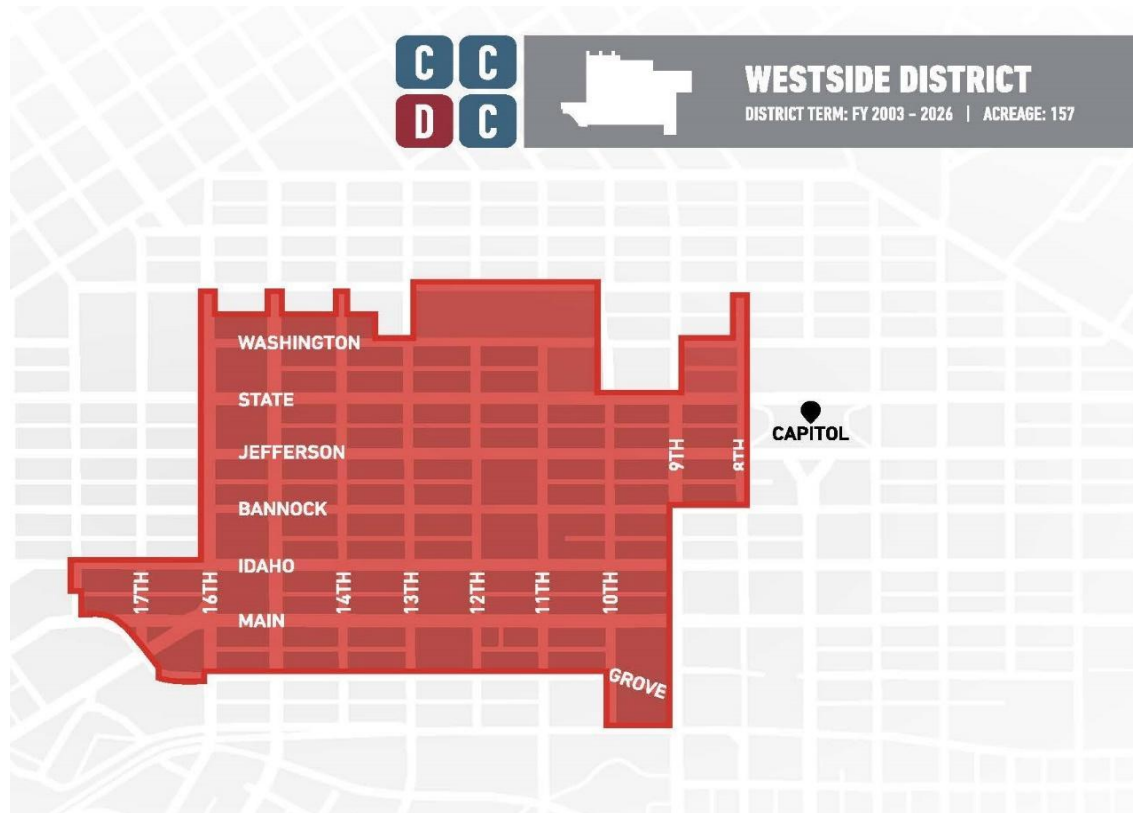 C C
D C
WESTSIDE DISTRICT
DISTRICT TERM: FY 2003 – 2026 | ACREAGE: 157
WASHINGTON
STATE
CAPITOL
JEFFERSON
9TH
8TH
BANNOCK
IDAHO
17TH
16TH
14TH
13TH
12TH
11TH
10TH
MAIN
GROVE